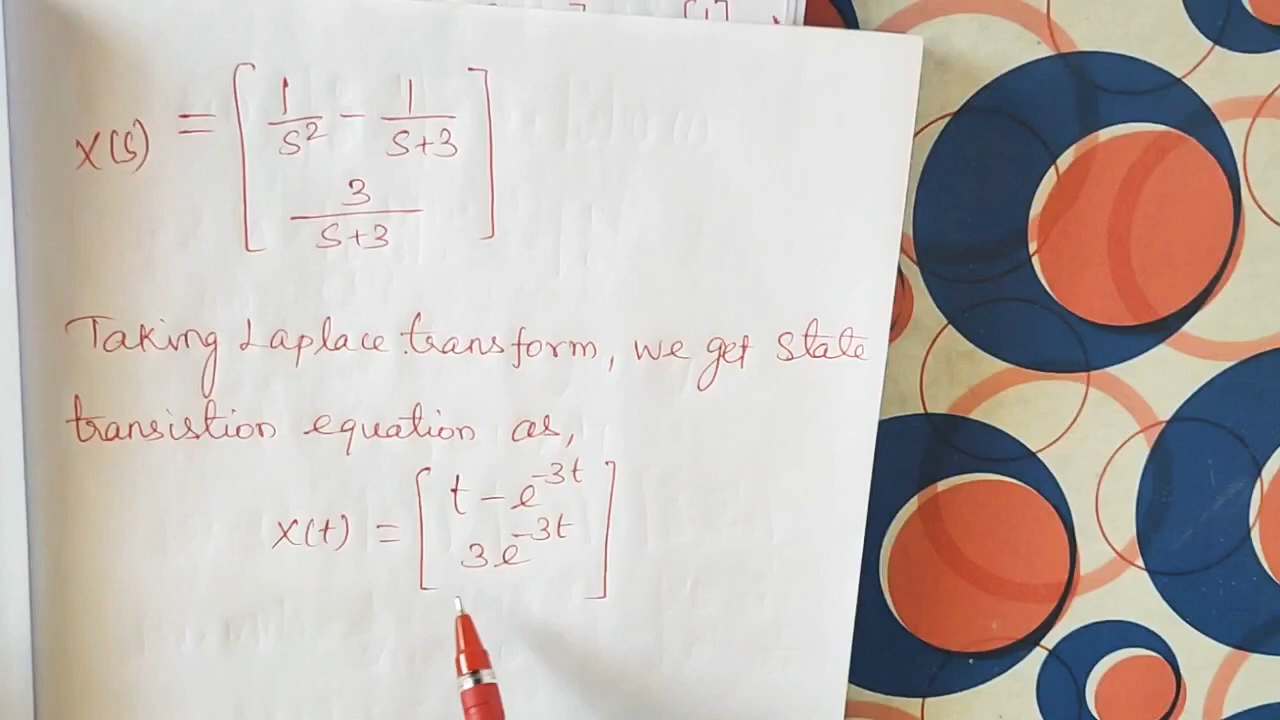 X(s) = [ 1/s² - 1/s+3
3/s+3 ]
Taking Laplace transform, we get state
transistion equation as,
x(t) = [ t - e^-3t
3e^-3t ]